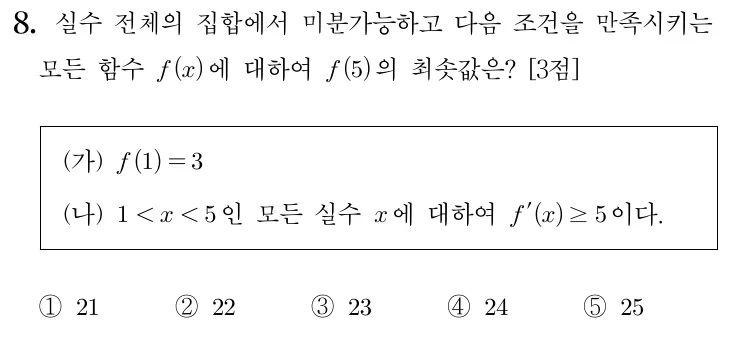 8. 실수 전체의 집합에서 미분가능하고 다음 조건을 만족시키는
모든 함수 f(x)에 대하여 f(5)의 최솟값은? [3점]
(가) f(1)=3
(나) 1<x<5인 모든 실수 x에 대하여 f′(x)≥5이다.
① 21 ② 22 ③ 23 ④ 24 ⑤ 25